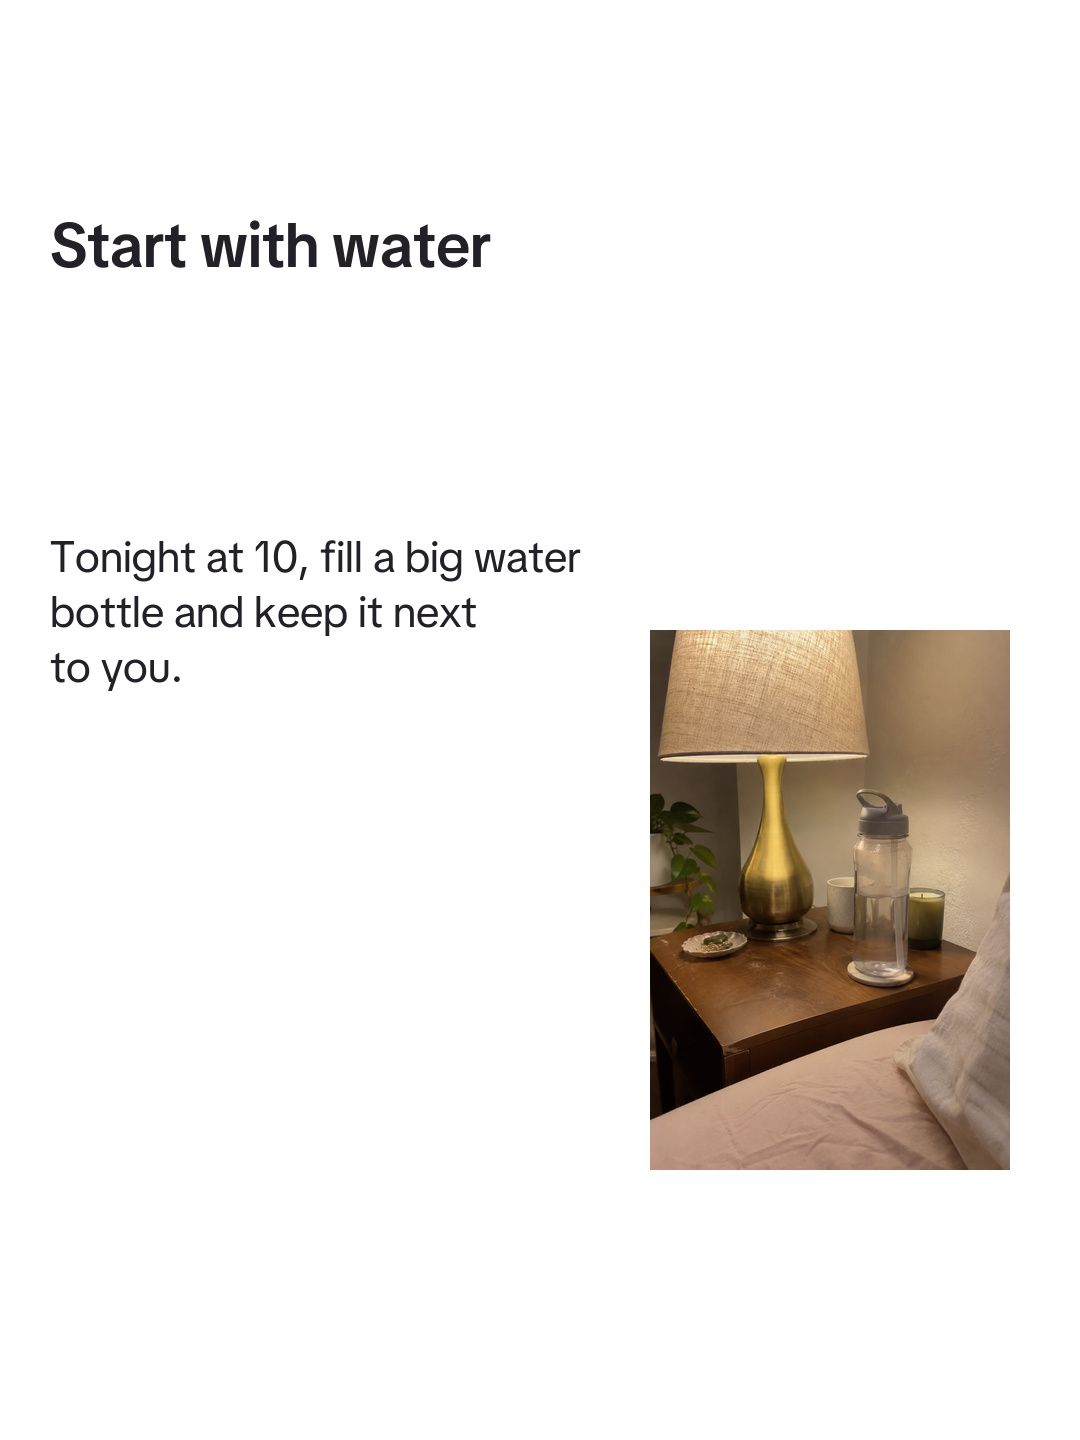 Start with water
Tonight at 10, fill a big water
bottle and keep it next
to you.